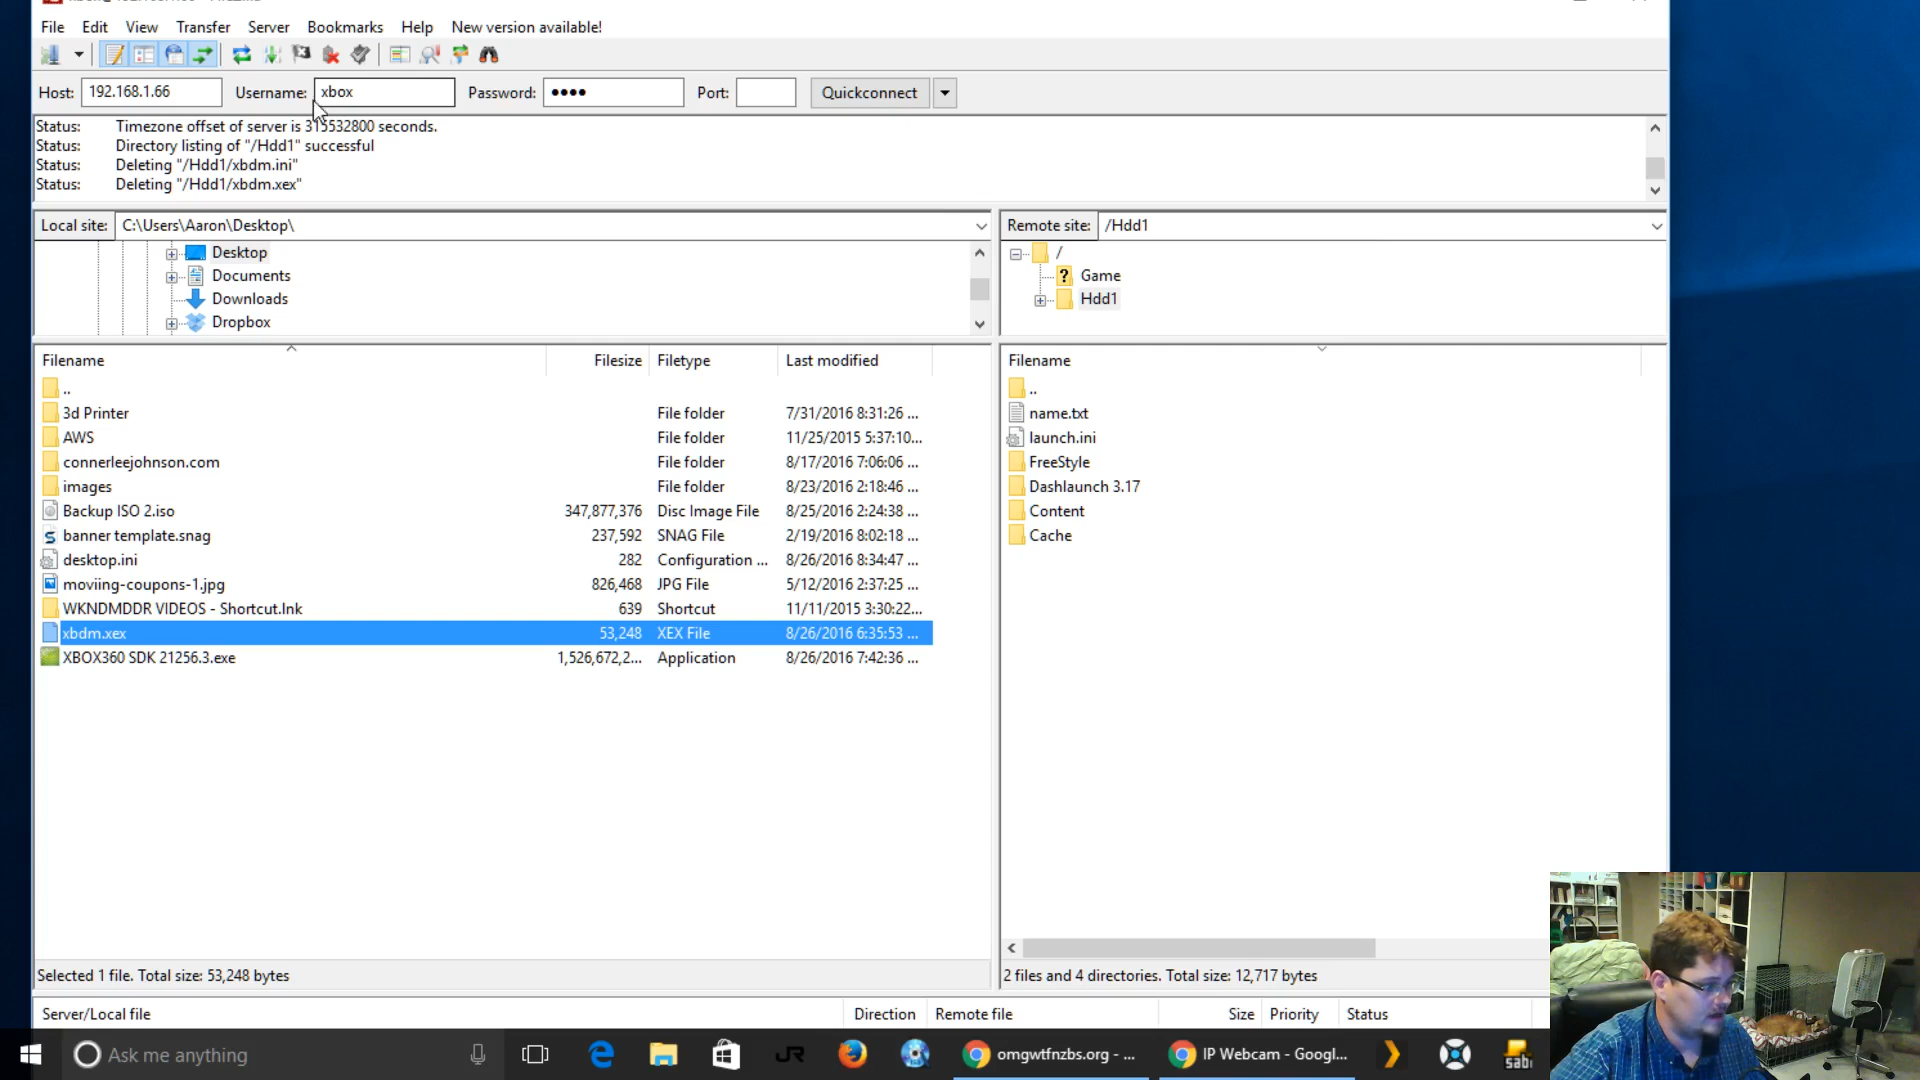 File Edit View Transfer Server Bookmarks Help New version available!
Host: 192.168.1.66 Username: xbox Password: •••• Port: Quickconnect
Status: Timezone offset of server is 315532800 seconds.
Status: Directory listing of "/Hdd1" successful
Status: Deleting "/Hdd1/xbdm.ini"
Status: Deleting "/Hdd1/xbdm.xex"
Local site: C:\Users\Aaron\Desktop\
Desktop
Documents
Downloads
Dropbox
Remote site: /Hdd1
/
? Game
Hdd1
Filename Filesize Filetype Last modified
..
3d Printer File folder 7/31/2016 8:31:26 ...
AWS File folder 11/25/2015 5:37:10...
connerleejohnson.com File folder 8/17/2016 7:06:06 ...
images File folder 8/23/2016 2:18:46 ...
Backup ISO 2.iso 347,877,376 Disc Image File 8/25/2016 2:24:38 ...
banner template.snag 237,592 SNAG File 2/19/2016 8:02:18 ...
desktop.ini 282 Configuration ... 8/26/2016 8:34:47 ...
moviing-coupons-1.jpg 826,468 JPG File 5/12/2016 2:37:25 ...
WKNDMDDR VIDEOS - Shortcut.lnk 639 Shortcut 11/11/2015 3:30:22...
xbdm.xex 53,248 XEX File 8/26/2016 6:35:53 ...
XBOX360 SDK 21256.3.exe 1,526,672,2... Application 8/26/2016 7:42:36 ...
Selected 1 file. Total size: 53,248 bytes
Filename
..
name.txt
launch.ini
FreeStyle
Dashlaunch 3.17
Content
Cache
2 files and 4 directories. Total size: 12,717 bytes
Server/Local file Direction Remote file Size Priority Status
Ask me anything omgwtfnzbs.org - ... IP Webcam - Googl... sab